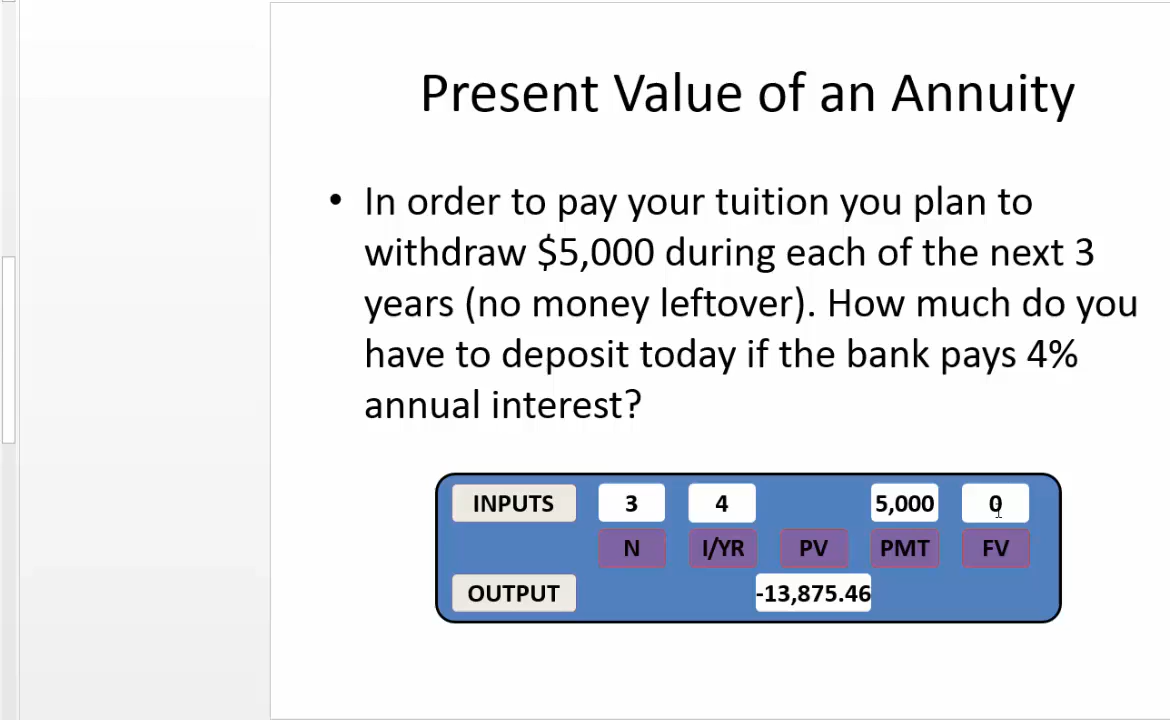 Present Value of an Annuity
• In order to pay your tuition you plan to
withdraw $5,000 during each of the next 3
years (no money leftover). How much do you
have to deposit today if the bank pays 4%
annual interest?
INPUTS 3 4 5,000 0
N I/YR PV PMT FV
OUTPUT -13,875.46